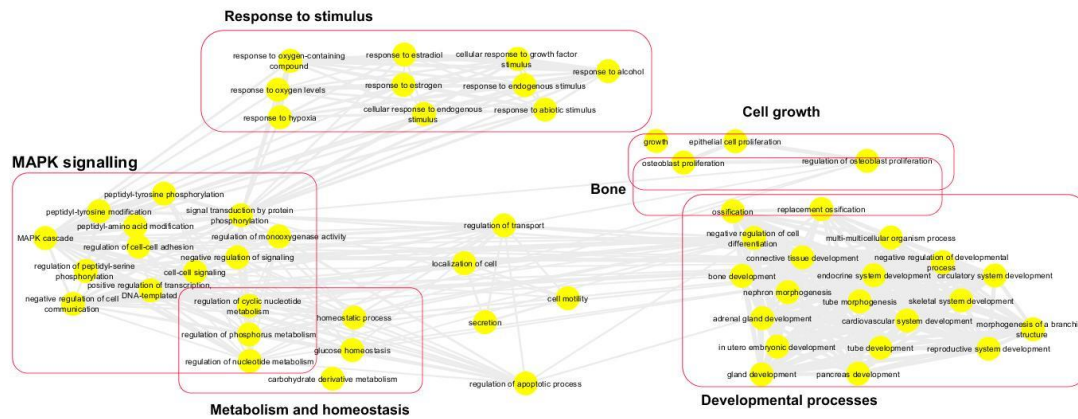 Response to stimulus
response to oxygen-containing
compound
response to estradiol
cellular response to growth factor
stimulus
response to alcohol
response to oxygen levels
response to estrogen
response to endogenous stimulus
response to hypoxia
cellular response to endogenous
stimulus
response to abiotic stimulus
Cell growth
growth
epithelial cell proliferation
osteoblast proliferation
regulation of osteoblast proliferation
Bone
MAPK signalling
peptidyl-tyrosine phosphorylation
peptidyl-tyrosine modification
signal transduction by protein
phosphorylation
peptidyl-amino acid modification
MAPK cascade
regulation of monooxygenase activity
regulation of cell-cell adhesion
negative regulation of signaling
regulation of peptidyl-serine
phosphorylation
cell-cell signaling
positive regulation of transcription,
DNA-templated
negative regulation of cell
communication
regulation of cyclic nucleotide
metabolism
homeostatic process
regulation of phosphorus metabolism
glucose homeostasis
regulation of nucleotide metabolism
carbohydrate derivative metabolism
Metabolism and homeostasis
regulation of transport
localization of cell
cell motility
secretion
regulation of apoptotic process
ossification
replacement ossification
negative regulation of cell
differentiation
multi-multicellular organism process
connective tissue development
negative regulation of developmental
process
bone development
endocrine system development
circulatory system development
nephron morphogenesis
tube morphogenesis
skeletal system development
adrenal gland development
cardiovascular system development
morphogenesis of a branchi
structure
in utero embryonic development
tube development
reproductive system development
gland development
pancreas development
Developmental processes